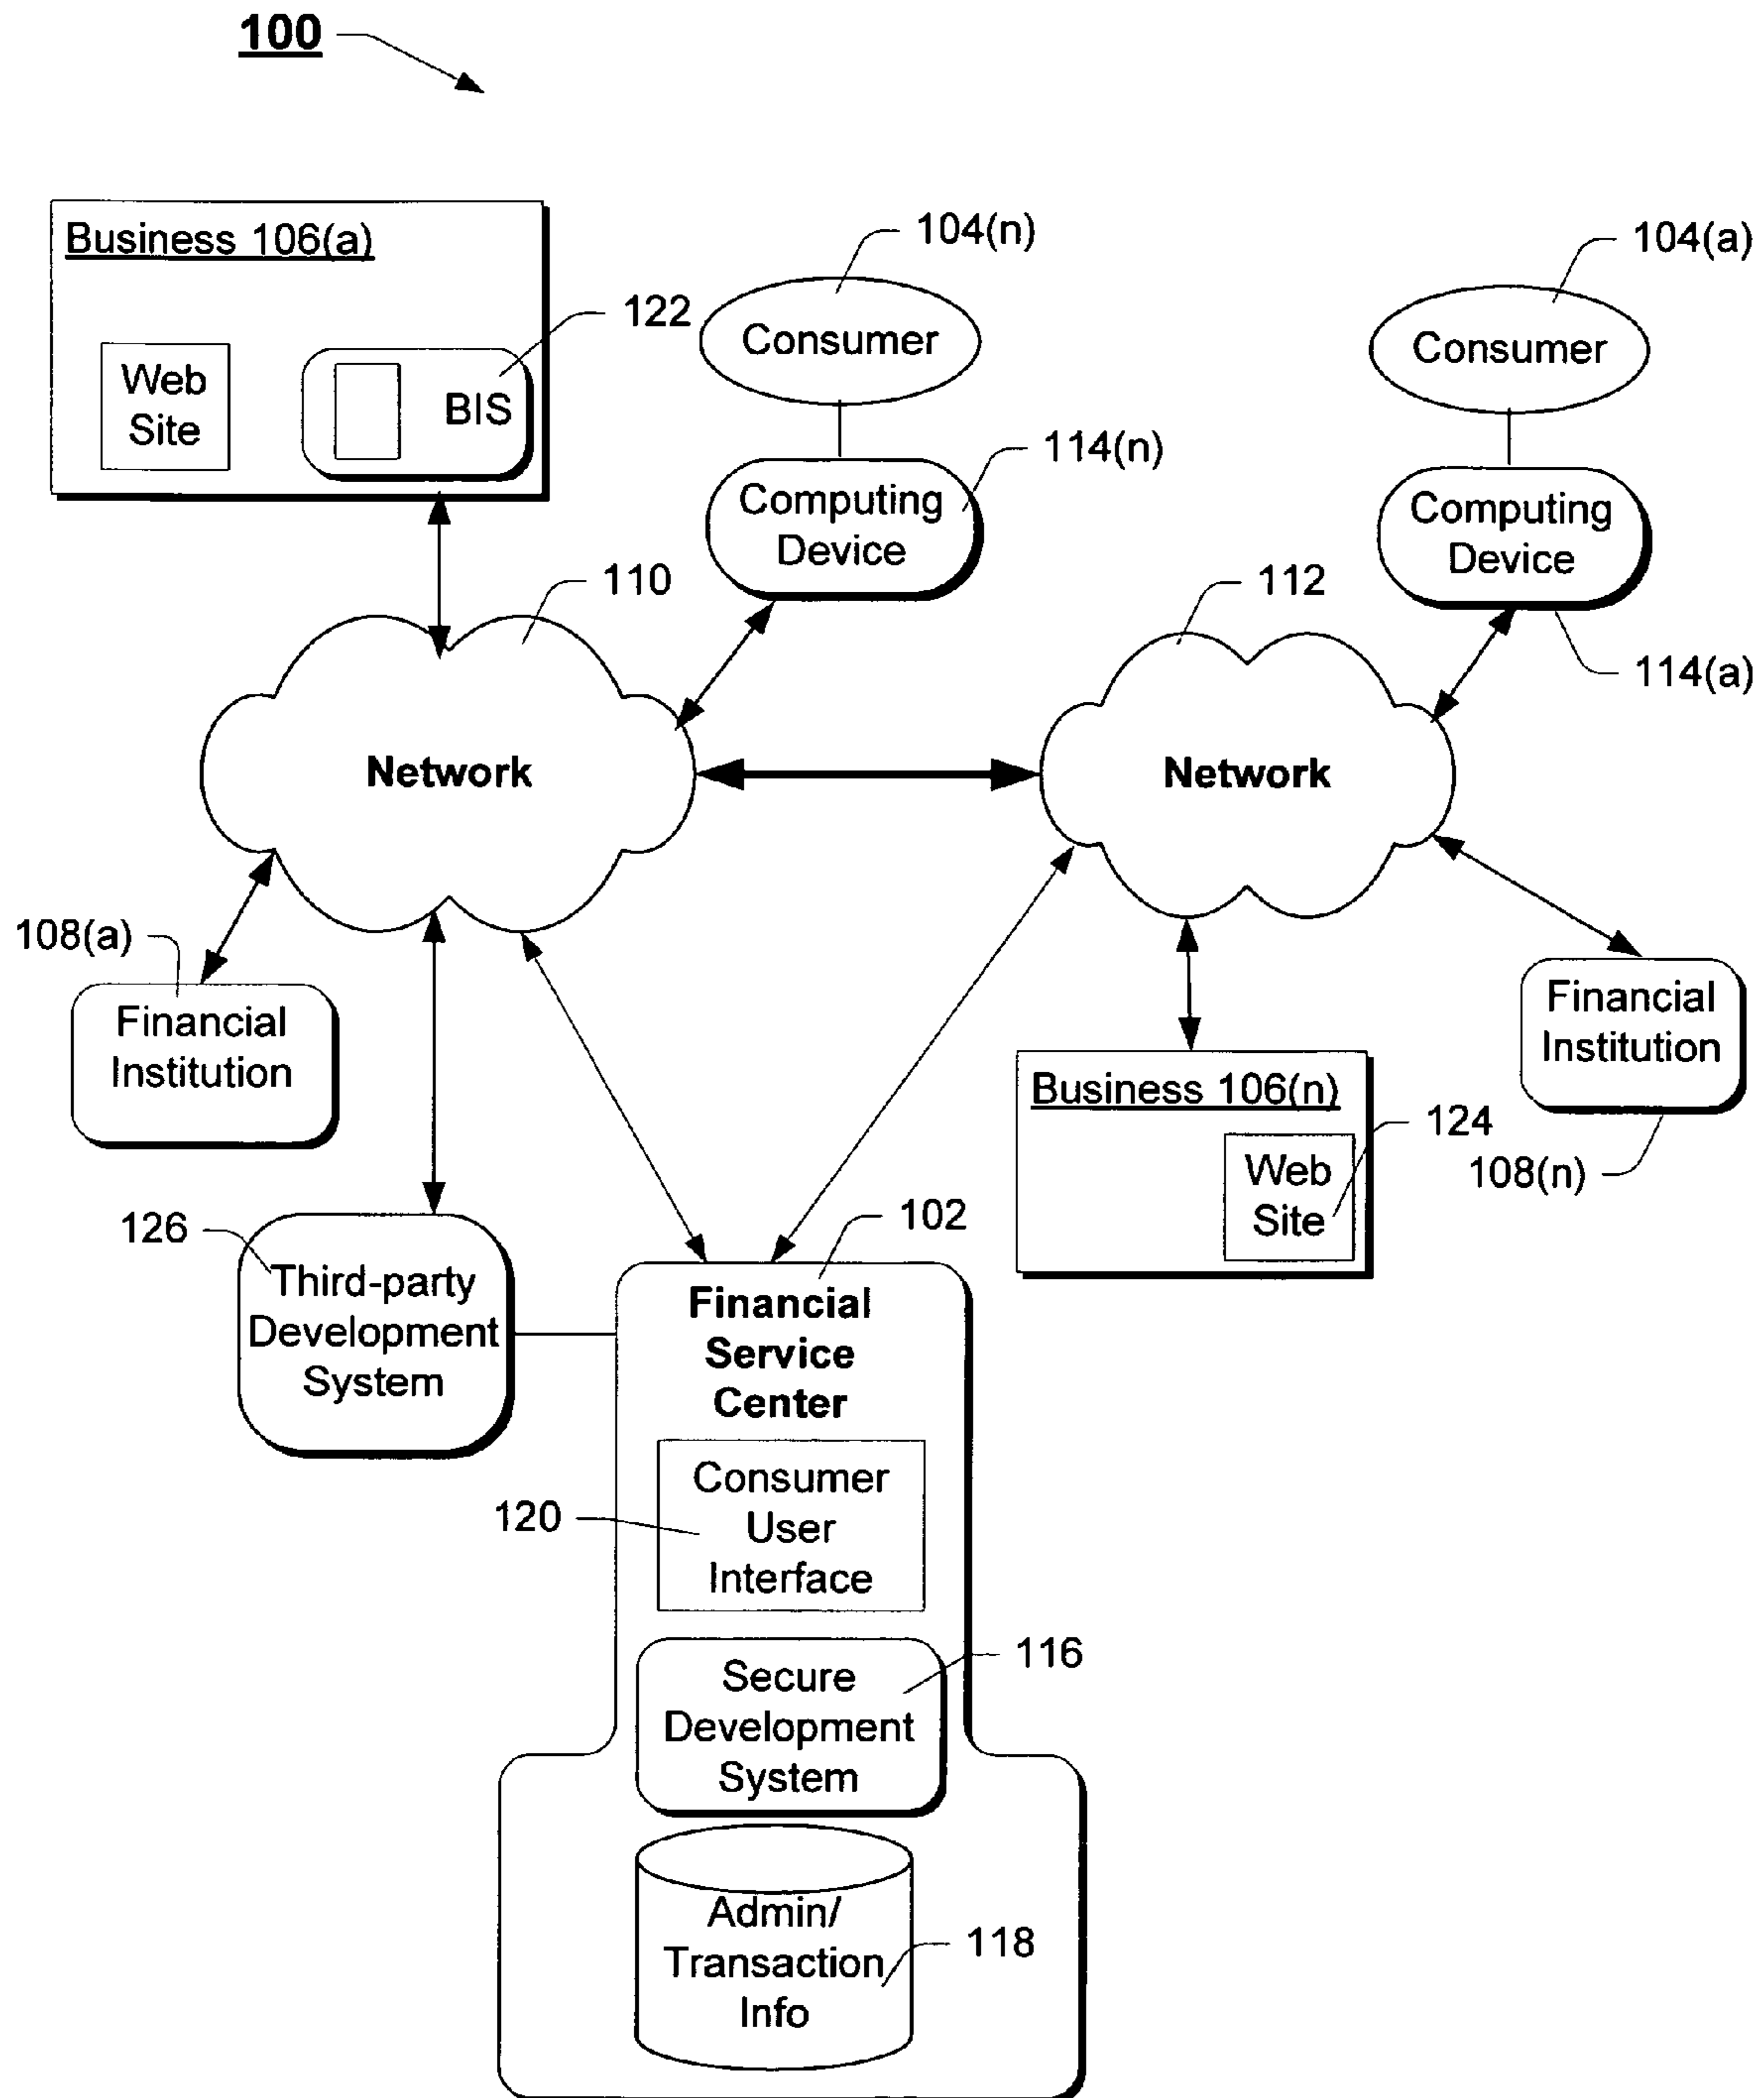 100
Business 106(a)
Web
Site
BIS
122
104(n)
Consumer
114(n)
Computing
Device
104(a)
Consumer
Computing
Device
114(a)
110
Network
112
Network
108(a)
Financial
Institution
126
Third-party
Development
System
Business 106(n)
Web
Site
124
Financial
Institution
108(n)
102
Financial
Service
Center
120
Consumer
User
Interface
116
Secure
Development
System
Admin/
Transaction
Info
118